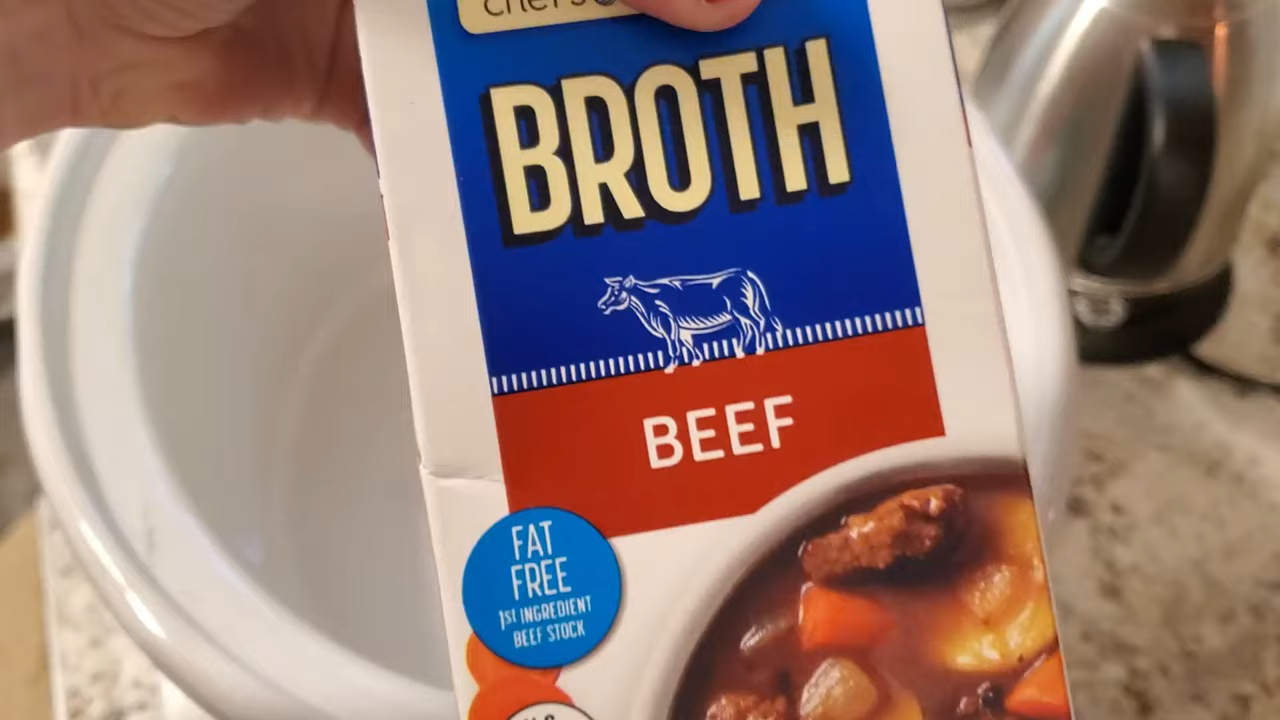 BROTH
BEEF
FAT
FREE
1st INGREDIENT
BEEF STOCK